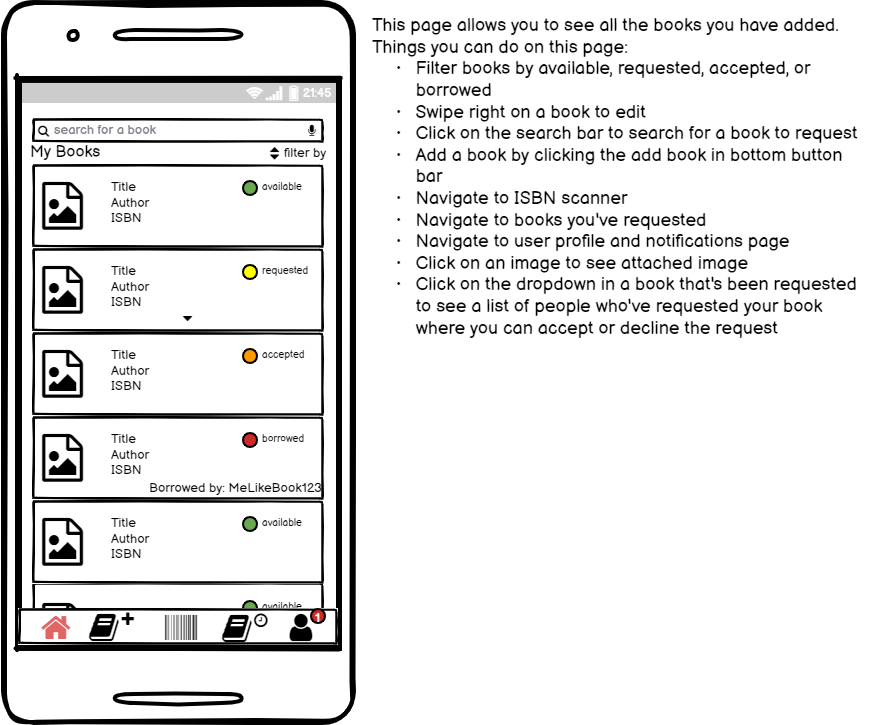 21:45
search for a book
My Books
filter by
Title
available
Author
ISBN
Title
requested
Author
ISBN
Title
accepted
Author
ISBN
Title
borrowed
Author
ISBN
Borrowed by: MeLikeBook123
Title
available
Author
ISBN
available
1
This page allows you to see all the books you have added.
Things you can do on this page:
· Filter books by available, requested, accepted, or
borrowed
· Swipe right on a book to edit
· Click on the search bar to search for a book to request
· Add a book by clicking the add book in bottom button
bar
· Navigate to ISBN scanner
· Navigate to books you've requested
· Navigate to user profile and notifications page
· Click on an image to see attached image
· Click on the dropdown in a book that's been requested
to see a list of people who've requested your book
where you can accept or decline the request